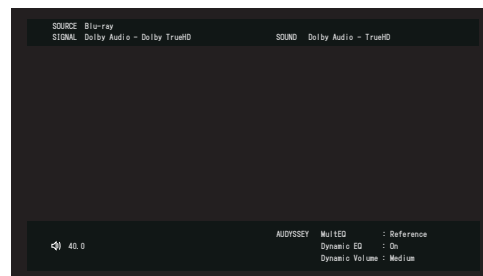 SOURCE Blu-ray
SIGNAL Dolby Audio - Dolby TrueHD SOUND Dolby Audio - TrueHD
40.0
AUDYSSEY MultEQ : Reference
Dynamic EQ : On
Dynamic Volume : Medium